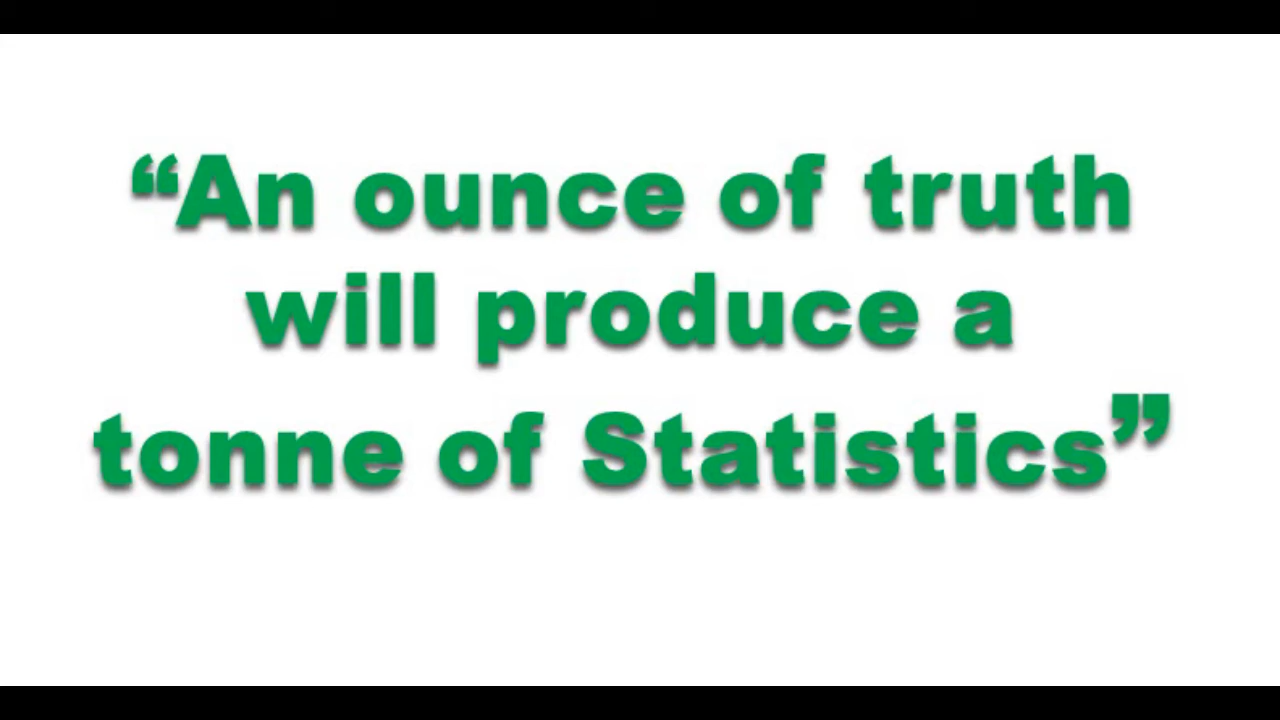 “An ounce of truth
will produce a
tonne of Statistics”